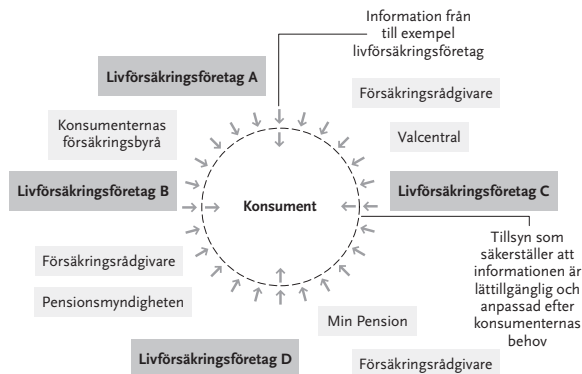 Information från
till exempel
livförsäkringsföretag
Livförsäkringsföretag A
Försäkringsrådgivare
Konsumenternas
försäkringsbyrå
Valcentral
Livförsäkringsföretag B
Konsument
Livförsäkringsföretag C
Tillsyn som
säkerställer att
informationen är
lättillgänglig och
anpassad efter
konsumenternas
behov
Försäkringsrådgivare
Pensionsmyndigheten
Min Pension
Livförsäkringsföretag D
Försäkringsrådgivare